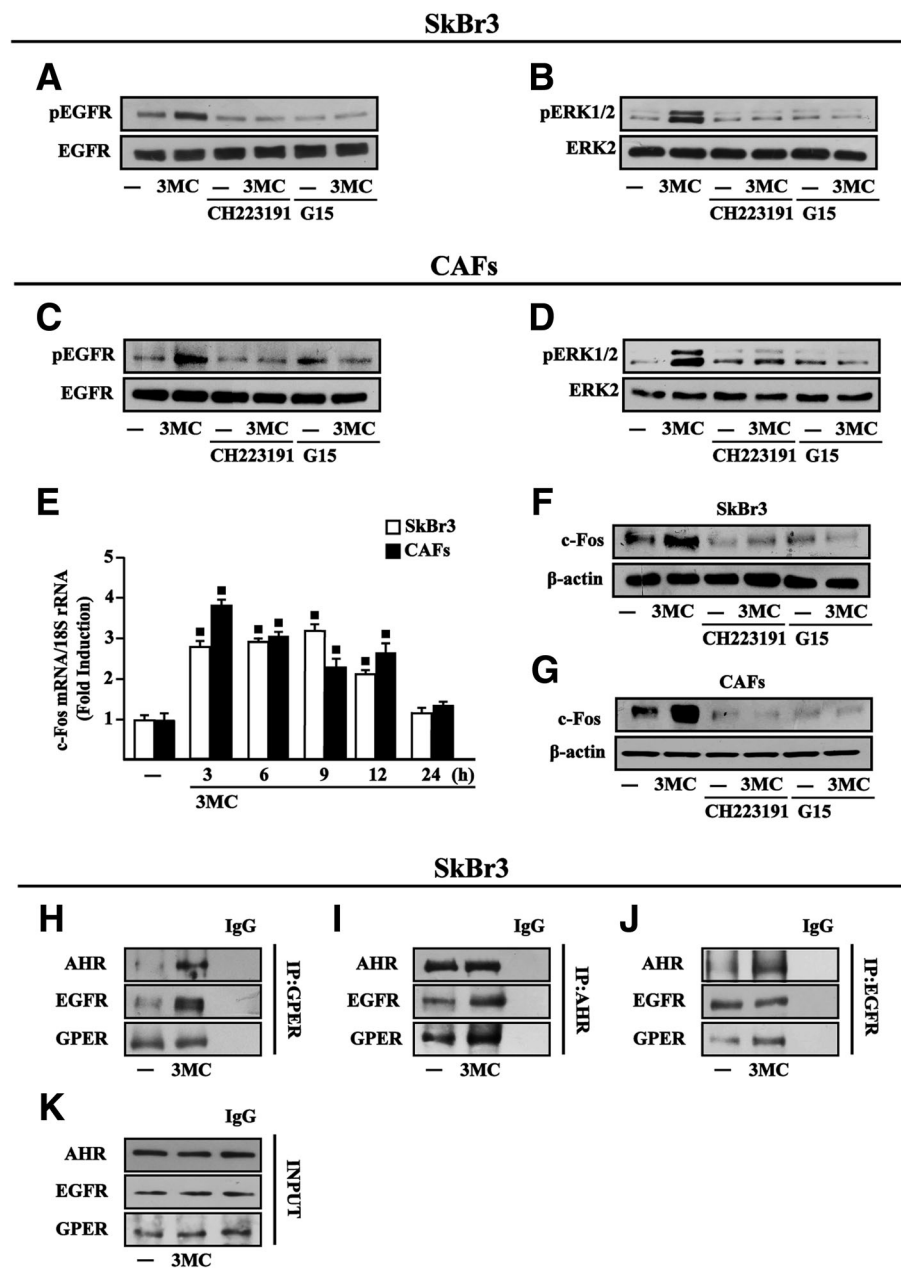 SkBr3
A
pEGFR
EGFR
— 3MC — 3MC — 3MC
CH223191 G15
B
pERK1/2
ERK2
— 3MC — 3MC — 3MC
CH223191 G15
CAFs
C
pEGFR
EGFR
— 3MC — 3MC — 3MC
CH223191 G15
D
pERK1/2
ERK2
— 3MC — 3MC — 3MC
CH223191 G15
E
c-Fos mRNA/18S rRNA
(Fold Induction)
SkBr3
CAFs
5
4
3
2
1
— 3 6 9 12 24 (h)
3MC
F
SkBr3
c-Fos
β-actin
— 3MC — 3MC — 3MC
CH223191 G15
G
CAFs
c-Fos
β-actin
— 3MC — 3MC — 3MC
CH223191 G15
SkBr3
H
IgG
AHR
EGFR
GPER
— 3MC
IP:GPER
I
IgG
AHR
EGFR
GPER
— 3MC
IP:AHR
J
IgG
AHR
EGFR
GPER
— 3MC
IP:EGFR
K
IgG
AHR
EGFR
GPER
— 3MC
INPUT